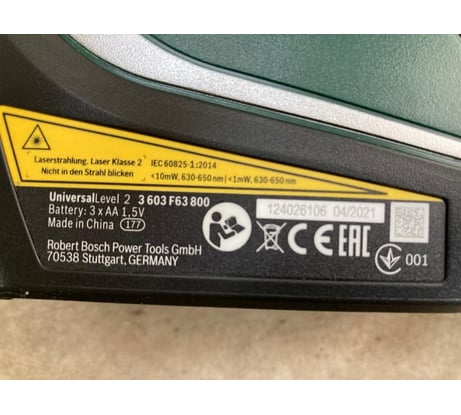 Laserstrahlung. Laser Klasse 2
Nicht in den Strahl blicken
IEC 60825-1:2014
<10mW, 630-650 nm | <1mW, 630-650 nm
UniversalLevel 2 3 603 F63 800
Battery: 3 x AA 1,5V
Made in China 177
Robert Bosch Power Tools GmbH
70538 Stuttgart, GERMANY
124026106 04/2021
CE EAC
001